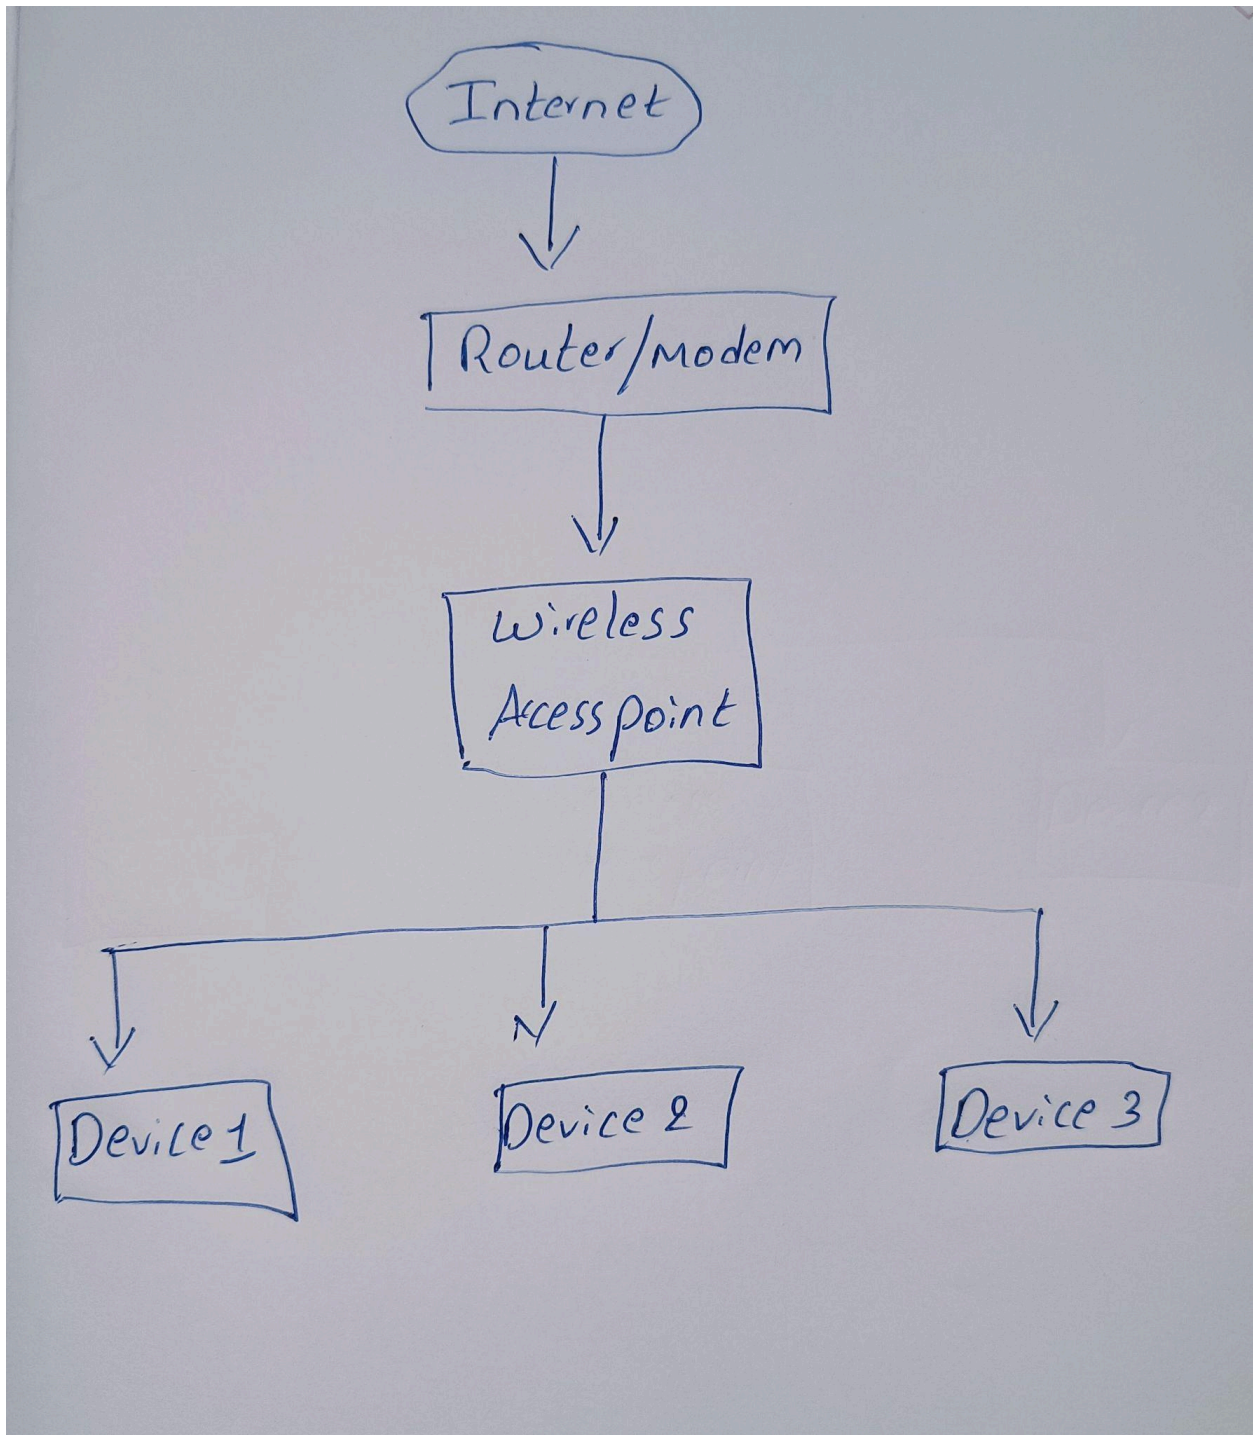 Internet
Router/modem
Wireless
Access point
Device 1
Device 2
Device 3